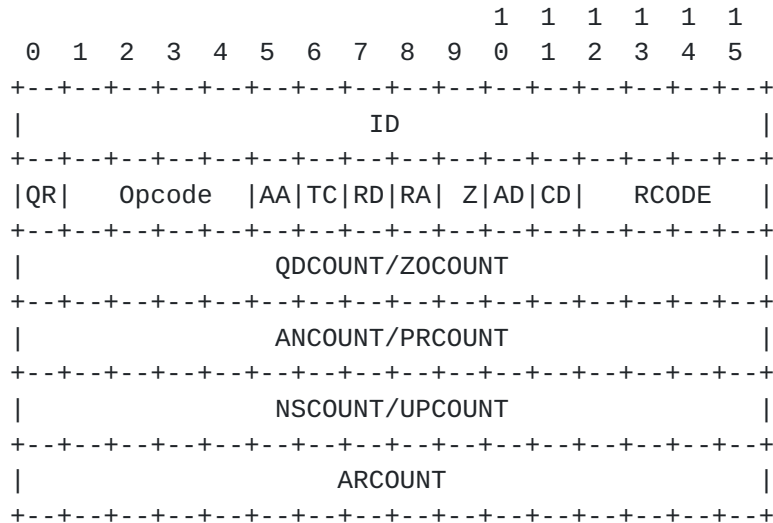 1  1  1  1  1  1
  0  1  2  3  4  5  6  7  8  9  0  1  2  3  4  5
+--+--+--+--+--+--+--+--+--+--+--+--+--+--+--+--+
|                      ID                       |
+--+--+--+--+--+--+--+--+--+--+--+--+--+--+--+--+
|QR|   Opcode  |AA|TC|RD|RA| Z|AD|CD|   RCODE   |
+--+--+--+--+--+--+--+--+--+--+--+--+--+--+--+--+
|                QDCOUNT/ZOCOUNT                |
+--+--+--+--+--+--+--+--+--+--+--+--+--+--+--+--+
|                ANCOUNT/PRCOUNT                |
+--+--+--+--+--+--+--+--+--+--+--+--+--+--+--+--+
|                NSCOUNT/UPCOUNT                |
+--+--+--+--+--+--+--+--+--+--+--+--+--+--+--+--+
|                    ARCOUNT                    |
+--+--+--+--+--+--+--+--+--+--+--+--+--+--+--+--+